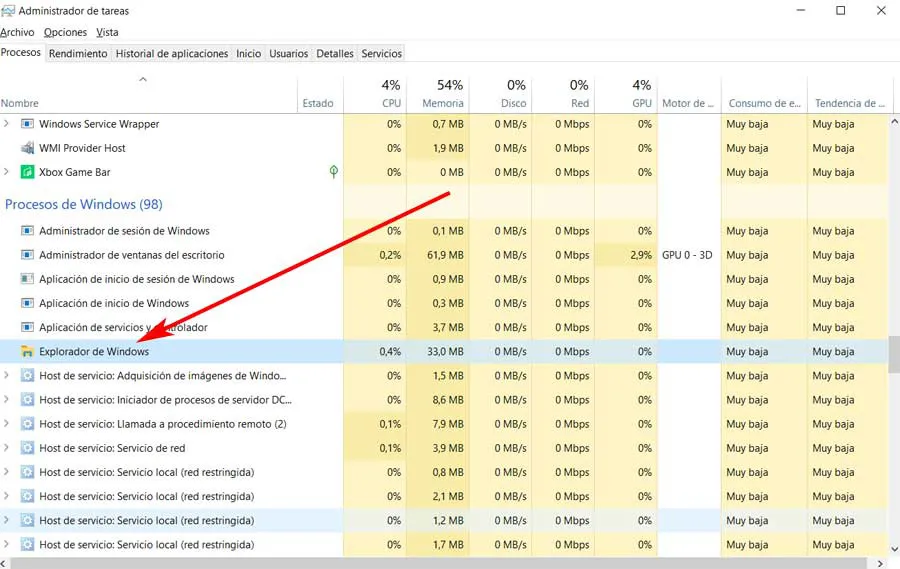 Administrador de tareas
Archivo Opciones Vista
Procesos Rendimiento Historial de aplicaciones Inicio Usuarios Detalles Servicios
4% 54% 0% 0% 4%
Nombre Estado CPU Memoria Disco Red GPU Motor de ... Consumo de e... Tendencia de ...
Windows Service Wrapper 0% 0,7 MB 0 MB/s 0 Mbps 0% Muy baja Muy baja
WMI Provider Host 0% 1,9 MB 0 MB/s 0 Mbps 0% Muy baja Muy baja
Xbox Game Bar 0% 0 MB 0 MB/s 0 Mbps 0% Muy baja Muy baja
Procesos de Windows (98)
Administrador de sesión de Windows 0% 0,1 MB 0 MB/s 0 Mbps 0% Muy baja Muy baja
Administrador de ventanas del escritorio 0,2% 61,9 MB 0 MB/s 0 Mbps 2,9% GPU 0 - 3D Muy baja Muy baja
Aplicación de inicio de sesión de Windows 0% 0,9 MB 0 MB/s 0 Mbps 0% Muy baja Muy baja
Aplicación de inicio de Windows 0% 0,3 MB 0 MB/s 0 Mbps 0% Muy baja Muy baja
Aplicación de servicios y controlador 0% 3,7 MB 0 MB/s 0 Mbps 0% Muy baja Muy baja
Explorador de Windows 0,4% 33,0 MB 0 MB/s 0 Mbps 0% Muy baja Muy baja
Host de servicio: Adquisición de imágenes de Windo... 0% 1,5 MB 0 MB/s 0 Mbps 0% Muy baja Muy baja
Host de servicio: Iniciador de procesos de servidor DC... 0% 8,6 MB 0 MB/s 0 Mbps 0% Muy baja Muy baja
Host de servicio: Llamada a procedimiento remoto (2) 0,1% 7,9 MB 0 MB/s 0 Mbps 0% Muy baja Muy baja
Host de servicio: Servicio de red 0,1% 3,9 MB 0 MB/s 0 Mbps 0% Muy baja Muy baja
Host de servicio: Servicio local (red restringida) 0% 0,8 MB 0 MB/s 0 Mbps 0% Muy baja Muy baja
Host de servicio: Servicio local (red restringida) 0% 2,1 MB 0 MB/s 0 Mbps 0% Muy baja Muy baja
Host de servicio: Servicio local (red restringida) 0% 1,2 MB 0 MB/s 0 Mbps 0% Muy baja Muy baja
Host de servicio: Servicio local (red restringida) 0% 1,7 MB 0 MB/s 0 Mbps 0% Muy baja Muy baja